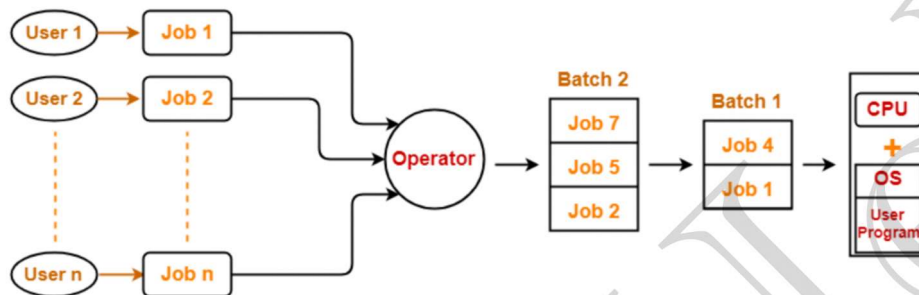 User 1
Job 1
User 2
Job 2
User n
Job n
Operator
Batch 2
Job 7
Job 5
Job 2
Batch 1
Job 4
Job 1
CPU
+
OS
User
Program